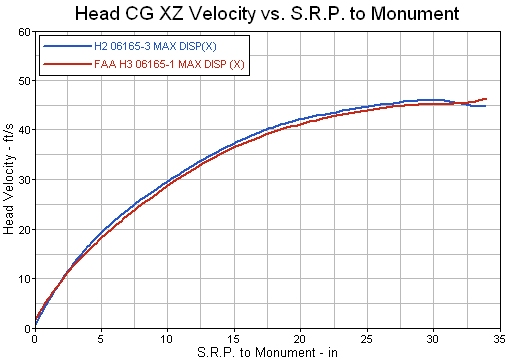 Head CG XZ Velocity vs. S.R.P. to Monument
60
H2 06165-3 MAX DISP(X)
FAA H3 06165-1 MAX DISP (X)
50
40
30
20
10
0
Head Velocity - ft/s
0 5 10 15 20 25 30 35
S.R.P. to Monument - in